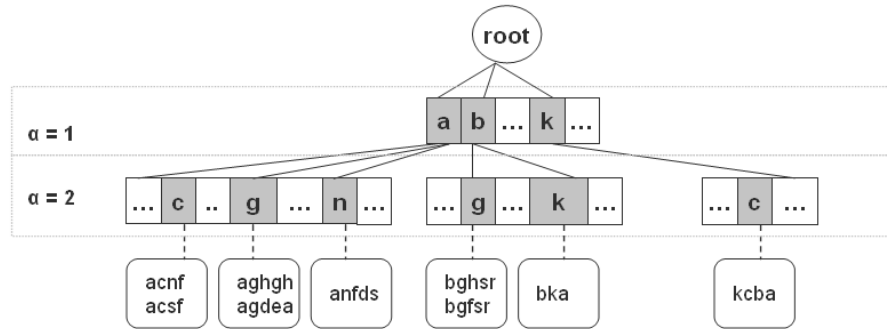 root
α = 1
a b ... k ...
α = 2
... c .. g ... n ...
... g ... k ...
... c ...
acnf
acsf
aghgh
agdea
anfds
bghsr
bgfsr
bka
kcba